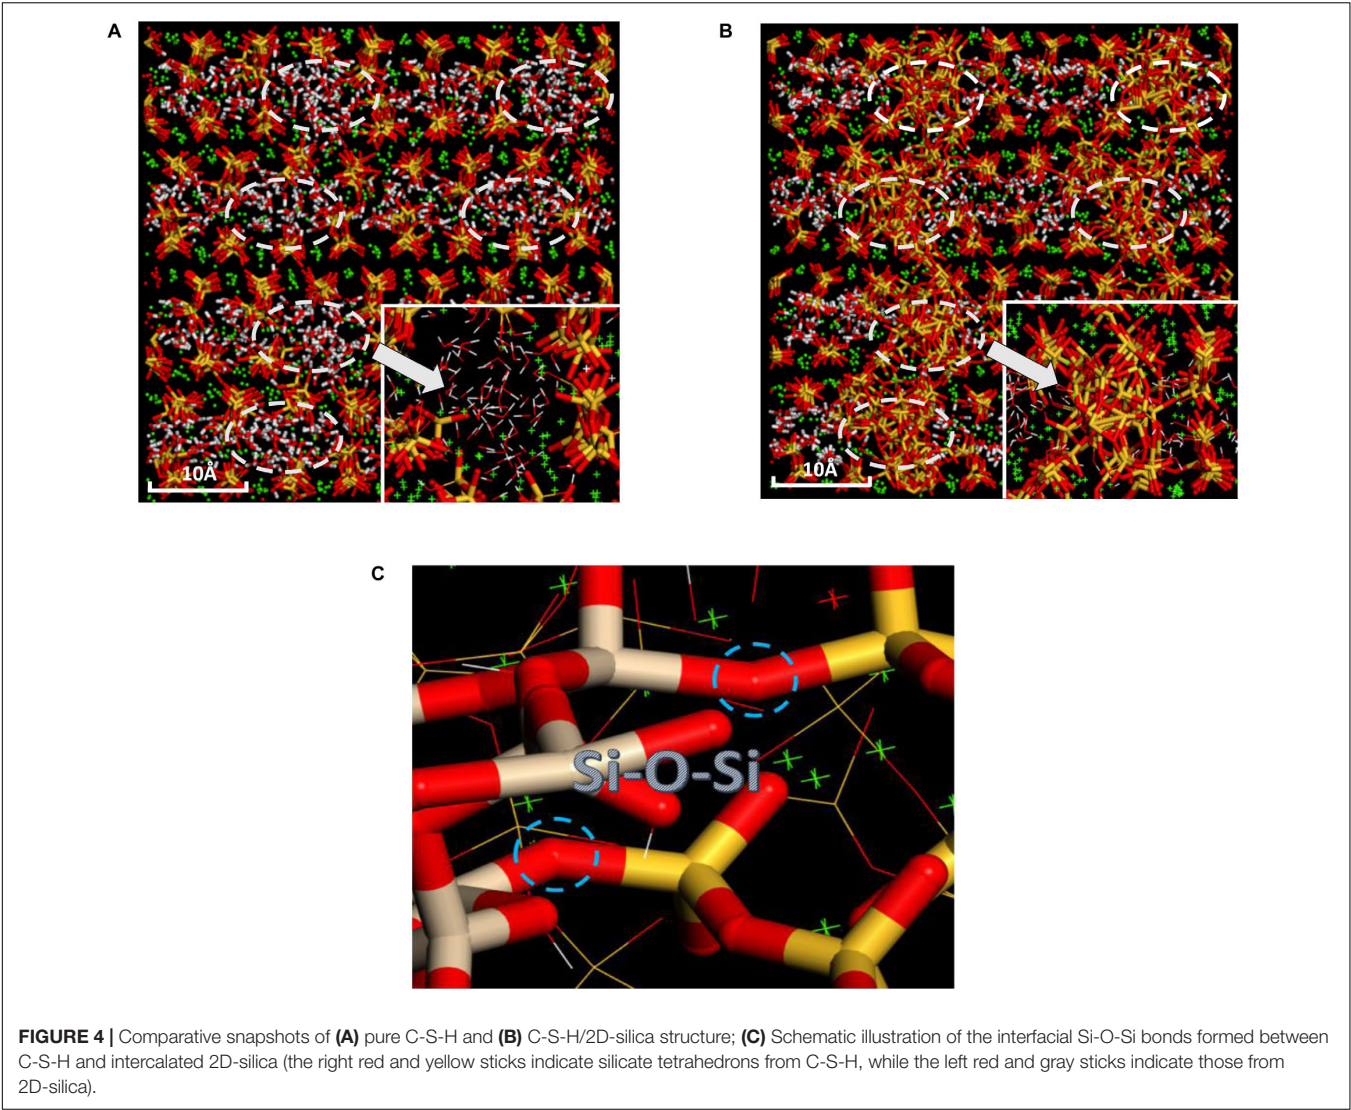 A
B
10Å
10Å
C
Si-O-Si
FIGURE 4 | Comparative snapshots of (A) pure C-S-H and (B) C-S-H/2D-silica structure; (C) Schematic illustration of the interfacial Si-O-Si bonds formed between
C-S-H and intercalated 2D-silica (the right red and yellow sticks indicate silicate tetrahedrons from C-S-H, while the left red and gray sticks indicate those from
2D-silica).